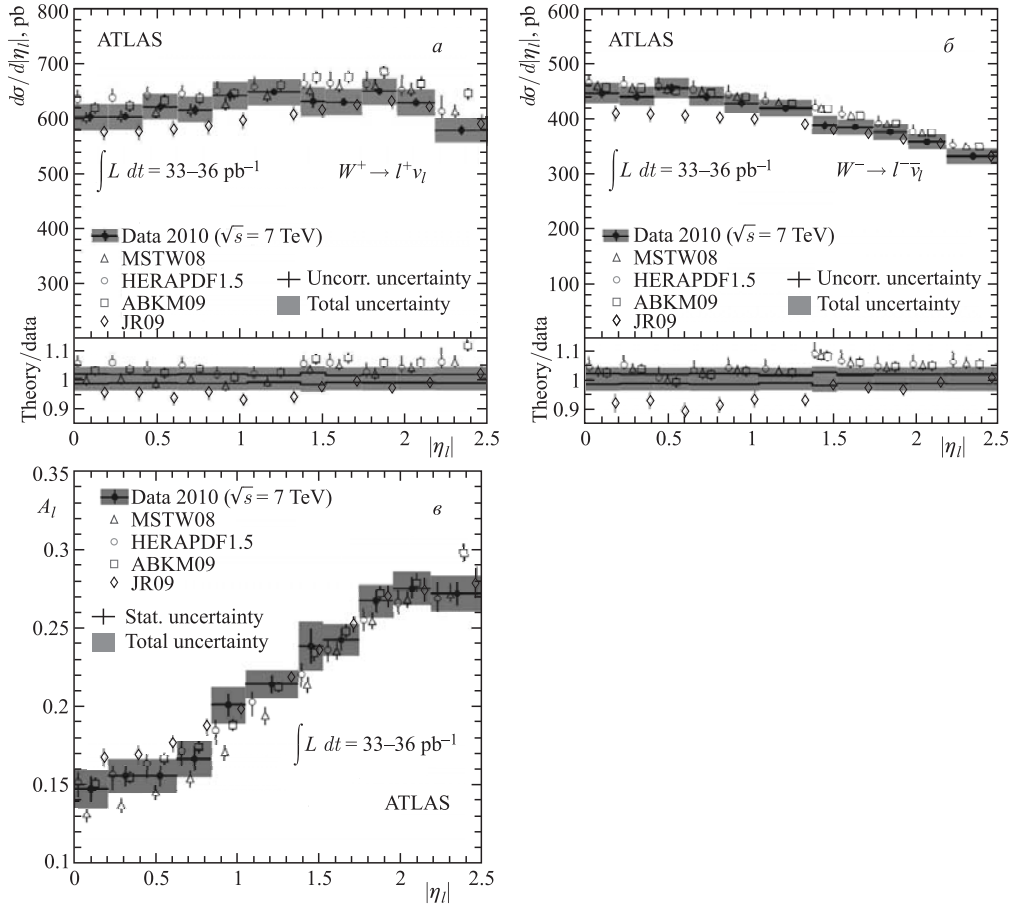 dσ/d|η_l|, pb
800
700
600
500
400
300
ATLAS
а
∫L dt = 33–36 pb⁻¹
W⁺ → l⁺ν_l
Data 2010 (√s = 7 TeV)
MSTW08
HERAPDF1.5
ABKM09
JR09
Uncorr. uncertainty
Total uncertainty
Theory/data
1.1
1
0.9
0 0.5 1 1.5 2 2.5
|η_l|
dσ/d|η_l|, pb
600
500
400
300
200
100
ATLAS
б
∫L dt = 33–36 pb⁻¹
W⁻ → l⁻ν̅_l
Data 2010 (√s = 7 TeV)
MSTW08
HERAPDF1.5
ABKM09
JR09
Uncorr. uncertainty
Total uncertainty
Theory/data
1.1
1
0.9
0 0.5 1 1.5 2 2.5
|η_l|
A_l
0.35
0.3
0.25
0.2
0.15
0.1
в
Data 2010 (√s = 7 TeV)
MSTW08
HERAPDF1.5
ABKM09
JR09
Stat. uncertainty
Total uncertainty
∫L dt = 33–36 pb⁻¹
ATLAS
0 0.5 1 1.5 2 2.5
|η_l|